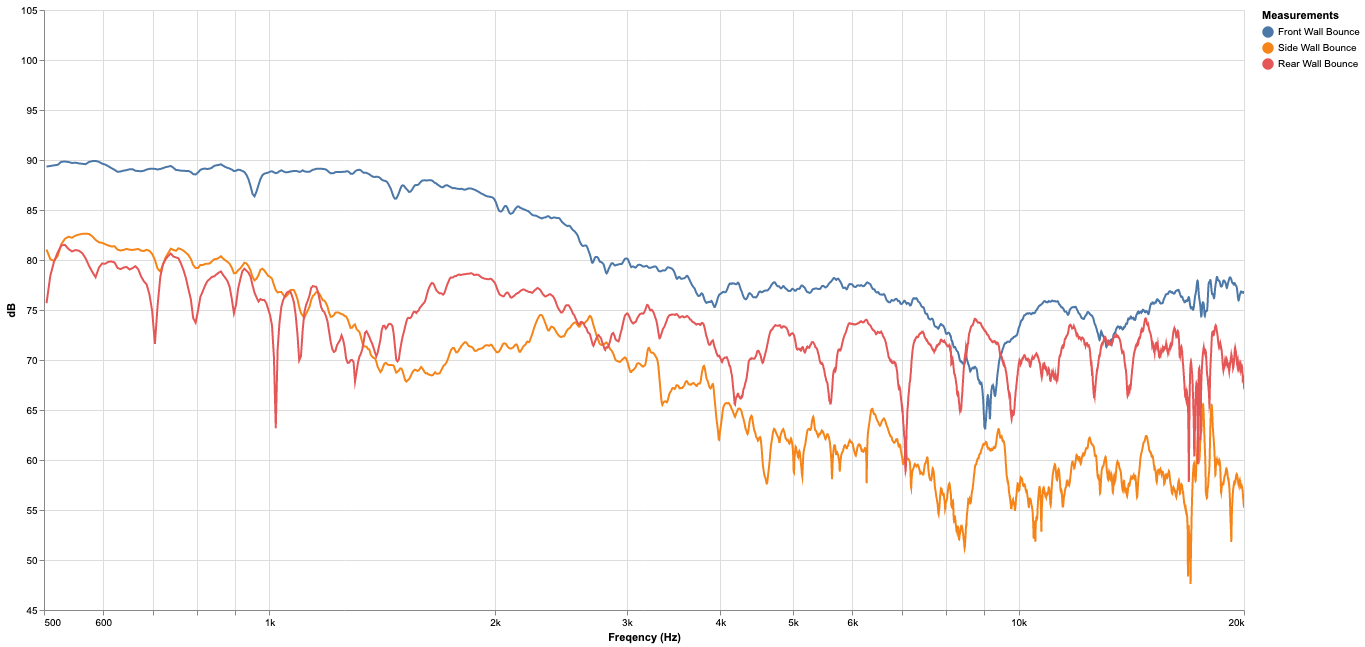 105
100
95
90
85
80
75
70
65
60
55
50
45
dB
500 600 1k 2k 3k 4k 5k 6k 10k 20k
Freqency (Hz)
Measurements
Front Wall Bounce
Side Wall Bounce
Rear Wall Bounce